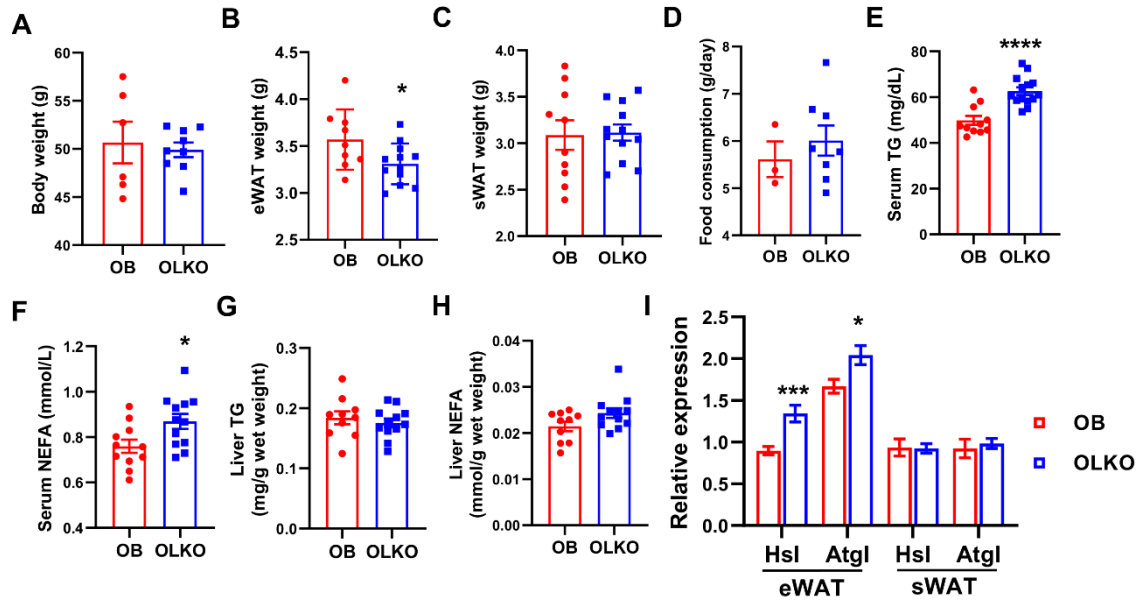 A
Body weight (g)
60
55
50
45
40
OB OLKO
B
eWAT weight (g)
4.5
4.0
3.5
3.0
2.5
*
OB OLKO
C
sWAT weight (g)
4.0
3.5
3.0
2.5
2.0
OB OLKO
D
Food consumption (g/day)
8
7
6
5
4
OB OLKO
E
Serum TG (mg/dL)
80
60
40
20
0
****
OB OLKO
F
Serum NEFA (mmol/L)
1.2
1.0
0.8
0.6
0.4
*
OB OLKO
G
Liver TG
(mg/g wet weight)
0.3
0.2
0.1
0.0
OB OLKO
H
Liver NEFA
(mmol/g wet weight)
0.04
0.03
0.02
0.01
0.00
OB OLKO
I
Relative expression
2.5
2.0
1.5
1.0
0.5
0.0
***
*
Hsl Atgl Hsl Atgl
eWAT sWAT
OB
OLKO